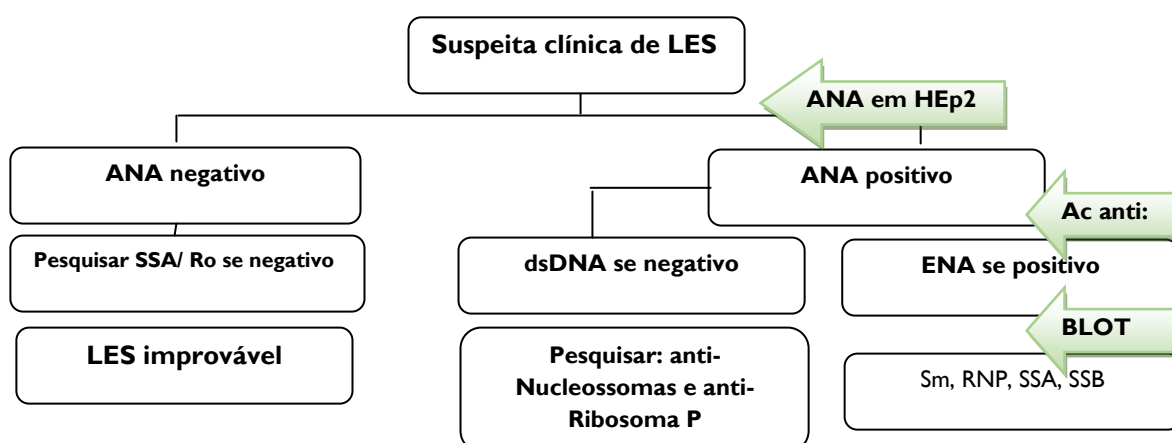 Suspeita clínica de LES
ANA em HEp2
ANA negativo
ANA positivo
Ac anti:
Pesquisar SSA/ Ro se negativo
dsDNA se negativo
ENA se positivo
BLOT
LES improvável
Pesquisar: anti-
Nucleossomas e anti-
Ribosoma P
Sm, RNP, SSA, SSB